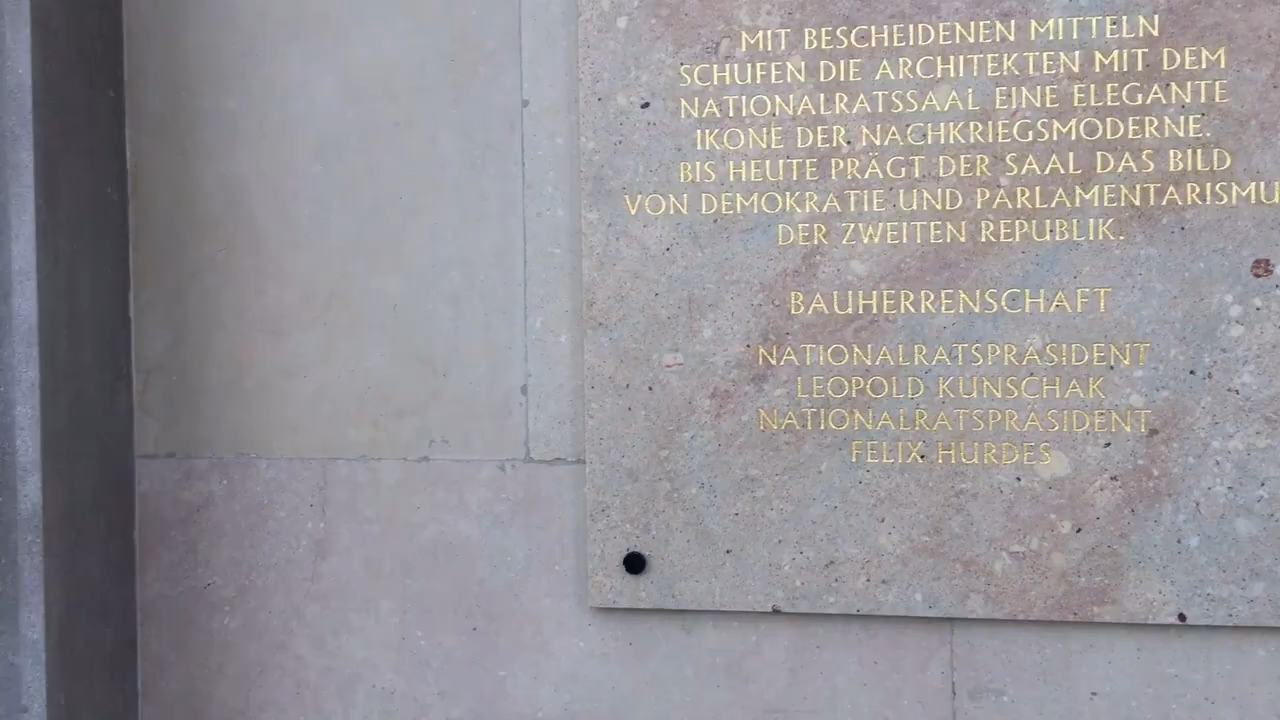 MIT BESCHEIDENEN MITTELN
SCHUFEN DIE ARCHITEKTEN MIT DEM
NATIONALRATSSAAL EINE ELEGANTE
IKONE DER NACHKRIEGSMODERNE.
BIS HEUTE PRÄGT DER SAAL DAS BILD
VON DEMOKRATIE UND PARLAMENTARISMU
DER ZWEITEN REPUBLIK.
BAUHERRENSCHAFT
NATIONALRATSPRÄSIDENT
LEOPOLD KUNSCHAK
NATIONALRATSPRÄSIDENT
FELIX HURDES